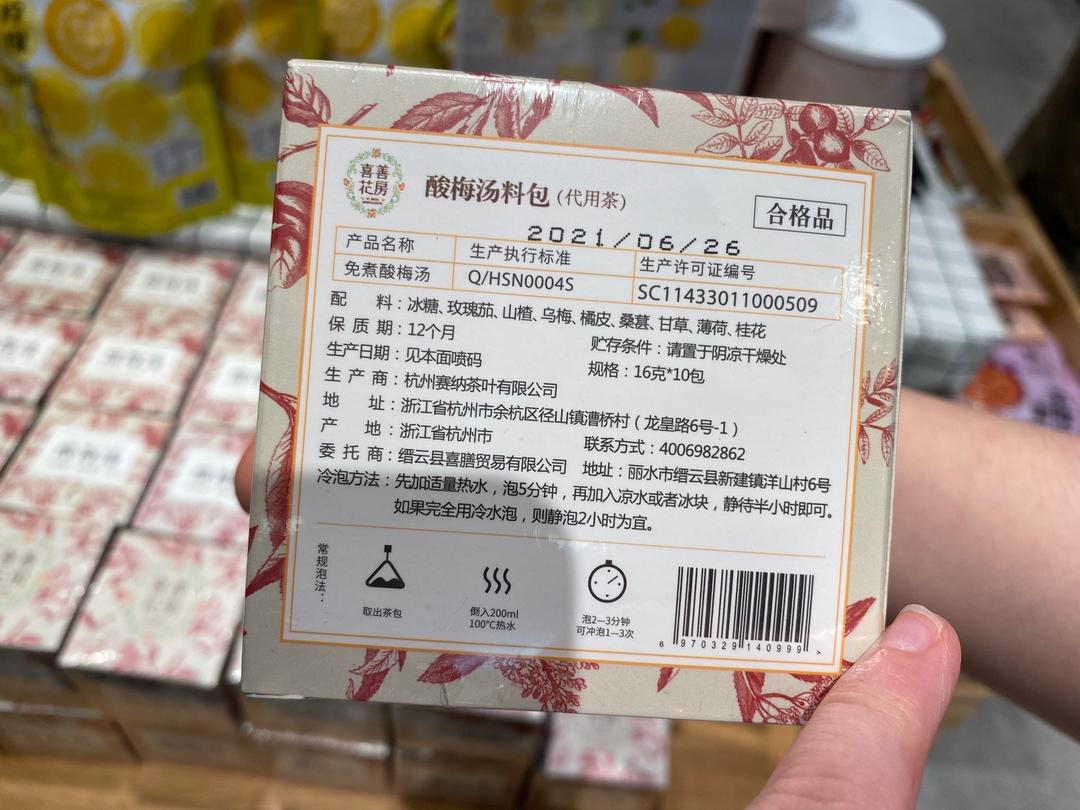 喜善
花房
酸梅汤料包(代用茶)
合格品
2021/06/26
产品名称 生产执行标准 生产许可证编号
免煮酸梅汤 Q/HSN0004S SC11433011000509
配 料：冰糖、玫瑰茄、山楂、乌梅、橘皮、桑葚、甘草、薄荷、桂花
保 质 期：12个月 贮存条件：请置于阴凉干燥处
生产日期：见本面喷码 规格：16克*10包
生 产 商：杭州赛纳茶叶有限公司
地 址：浙江省杭州市余杭区径山镇漕桥村（龙皇路6号-1）
产 地：浙江省杭州市 联系方式：4006982862
委 托 商：缙云县喜膳贸易有限公司 地址：丽水市缙云县新建镇洋山村6号
冷泡方法：先加适量热水，泡5分钟，再加入凉水或者冰块，静待半小时即可。
如果完全用冷水泡，则静泡2小时为宜。
常规泡法：
取出茶包
倒入200ml
100℃热水
泡2—3分钟
可冲泡1—3次
6 970329 140999 >